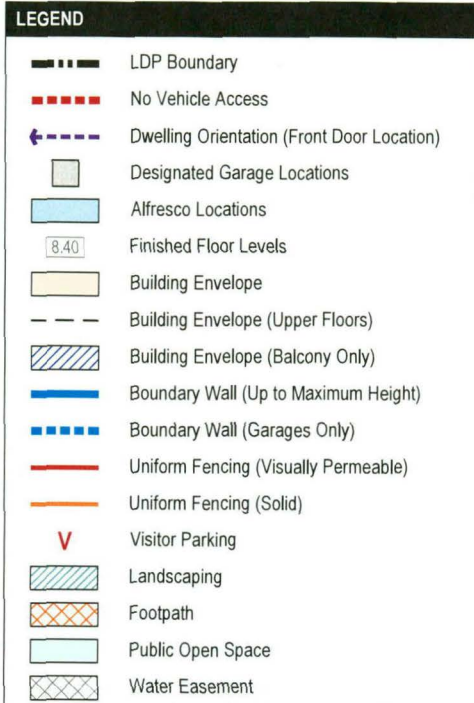 LEGEND
LDP Boundary
No Vehicle Access
Dwelling Orientation (Front Door Location)
Designated Garage Locations
Alfresco Locations
8.40 Finished Floor Levels
Building Envelope
Building Envelope (Upper Floors)
Building Envelope (Balcony Only)
Boundary Wall (Up to Maximum Height)
Boundary Wall (Garages Only)
Uniform Fencing (Visually Permeable)
Uniform Fencing (Solid)
V Visitor Parking
Landscaping
Footpath
Public Open Space
Water Easement